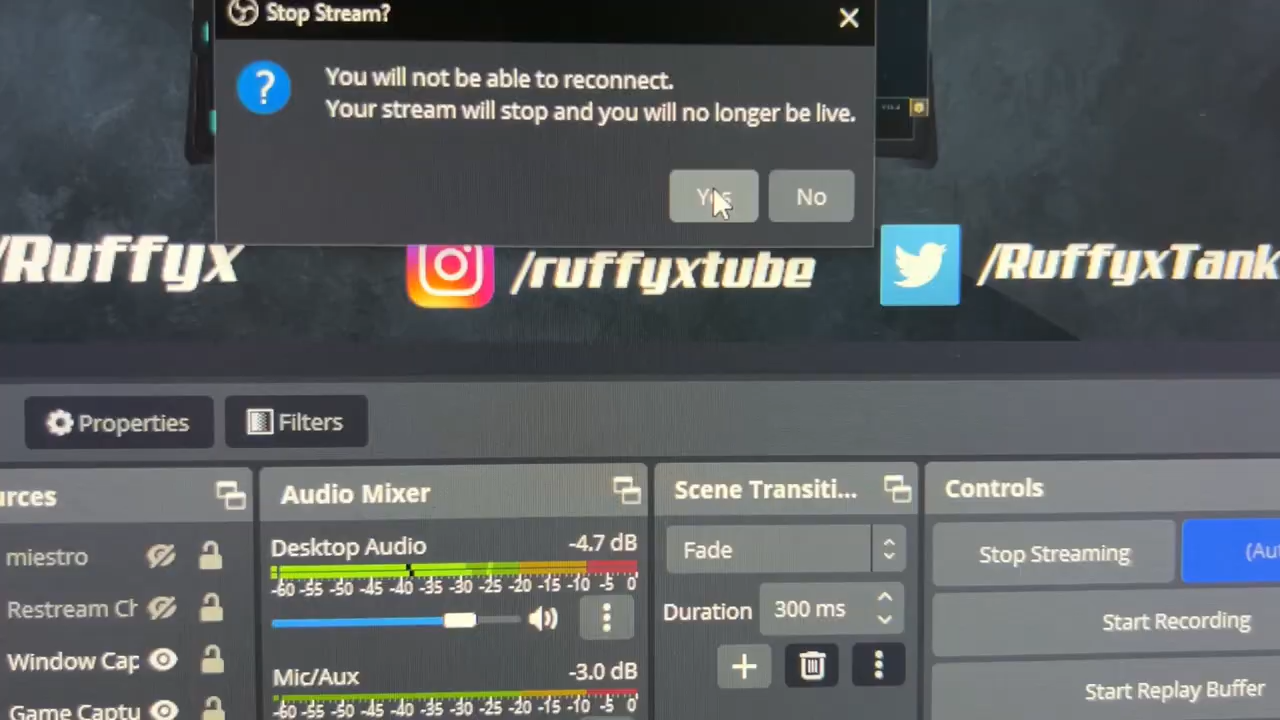 Stop Stream?
You will not be able to reconnect.
Your stream will stop and you will no longer be live.
Yes
No
/Ruffyx
/ruffyxtube
/RuffyxTank
Properties
Filters
urces
Audio Mixer
Scene Transiti...
Controls
miestro
Desktop Audio
-4.7 dB
Fade
Stop Streaming
(Aut
-60 -55 -50 -45 -40 -35 -30 -25 -20 -15 -10 -5 0
Restream Ch
Duration
300 ms
Start Recording
Window Cap
Mic/Aux
-3.0 dB
Start Replay Buffer
Game Captu
-60 -55 -50 -45 -40 -35 -30 -25 -20 -15 -10 -5 0